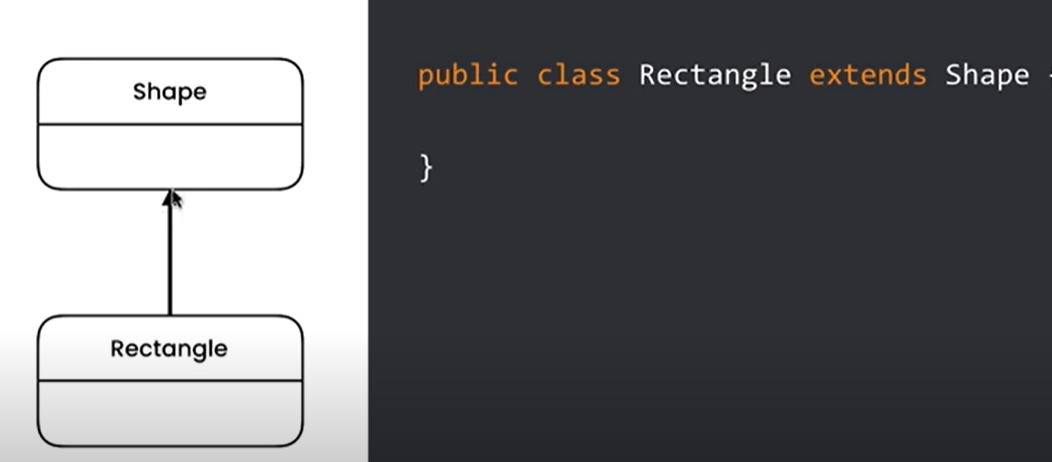 Shape
Rectangle
public class Rectangle extends Shape
}